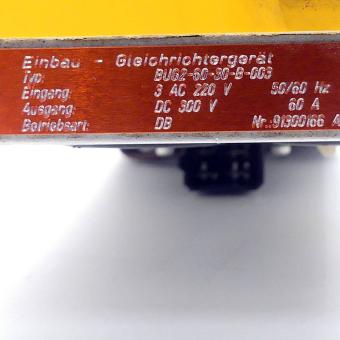 Einbau - Gleichrichtergerät
Typ: BUG2-60-30-B-003
Eingang: 3 AC 220 V 50/60 Hz
Ausgang: DC 300 V 60 A
Betriebsart: DB Nr.:91300166 A